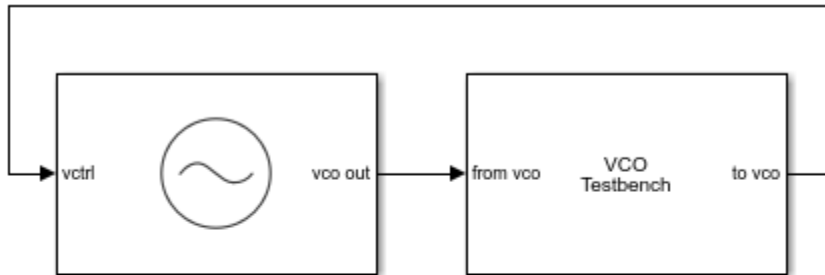 vctrl
vco out
from vco
VCO
Testbench
to vco